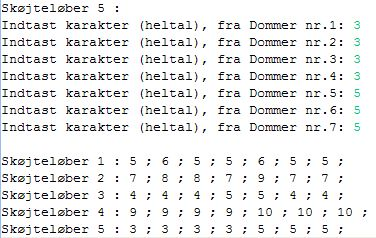 Skøjteløber 5 :
Indtast karakter (heltal), fra Dommer nr.1: 3
Indtast karakter (heltal), fra Dommer nr.2: 3
Indtast karakter (heltal), fra Dommer nr.3: 3
Indtast karakter (heltal), fra Dommer nr.4: 3
Indtast karakter (heltal), fra Dommer nr.5: 5
Indtast karakter (heltal), fra Dommer nr.6: 5
Indtast karakter (heltal), fra Dommer nr.7: 5
Skøjteløber 1 : 5 ; 6 ; 5 ; 5 ; 6 ; 5 ; 5 ;
Skøjteløber 2 : 7 ; 8 ; 8 ; 7 ; 9 ; 7 ; 7 ;
Skøjteløber 3 : 4 ; 4 ; 4 ; 5 ; 5 ; 4 ; 4 ;
Skøjteløber 4 : 9 ; 9 ; 9 ; 9 ; 10 ; 10 ; 10 ;
Skøjteløber 5 : 3 ; 3 ; 3 ; 3 ; 5 ; 5 ; 5 ;